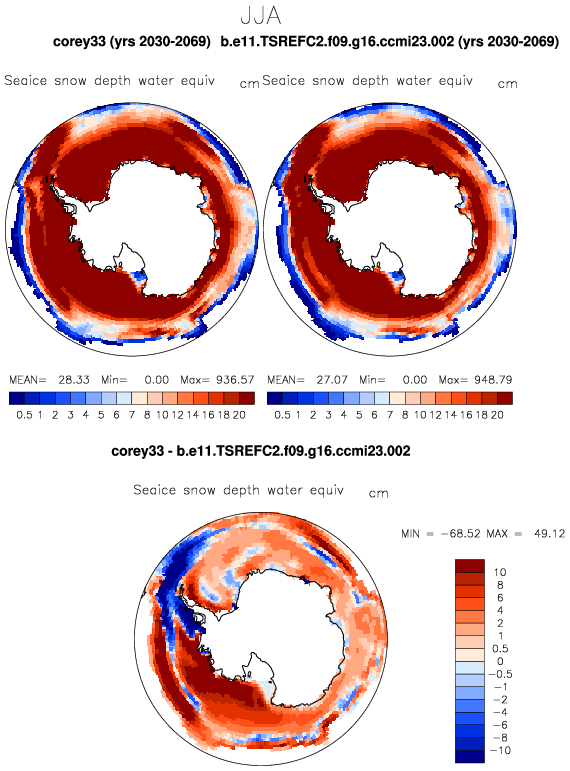 JJA
corey33 (yrs 2030-2069) b.e11.TSREFC2.f09.g16.ccmi23.002 (yrs 2030-2069)
Seaice snow depth water equiv cm Seaice snow depth water equiv cm
MEAN= 28.33 Min= 0.00 Max= 936.57 MEAN= 27.07 Min= 0.00 Max= 948.79
0.5 1 2 3 4 5 6 7 8 10 12 14 16 18 20 0.5 1 2 3 4 5 6 7 8 10 12 14 16 18 20
corey33 - b.e11.TSREFC2.f09.g16.ccmi23.002
Seaice snow depth water equiv cm
MIN = -68.52 MAX = 49.12
10
8
6
4
2
1
0.5
0
-0.5
-1
-2
-4
-6
-8
-10